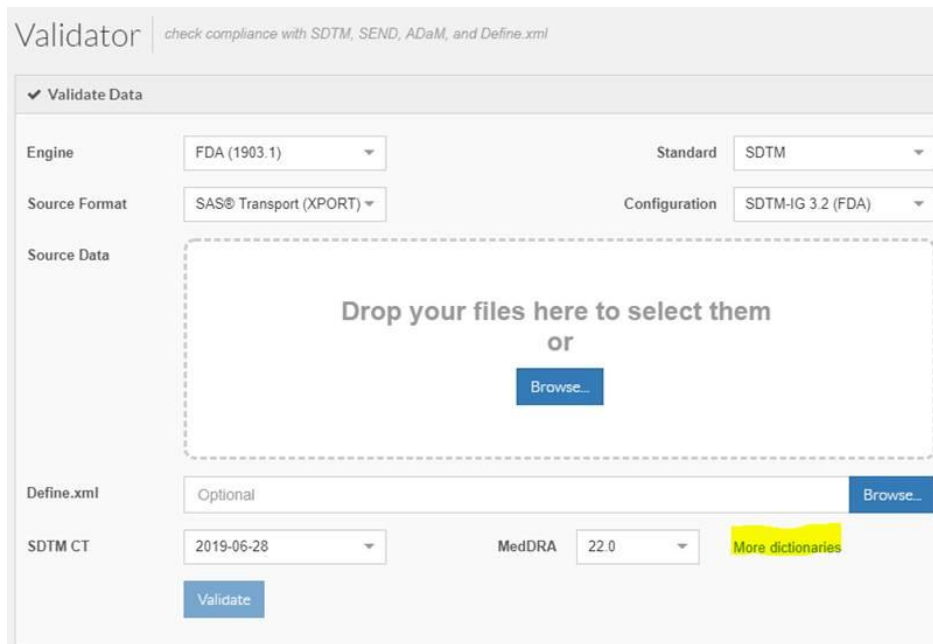 Validator check compliance with SDTM, SEND, ADaM, and Define.xml
Validate Data
Engine FDA (1903.1) Standard SDTM
Source Format SAS® Transport (XPORT) Configuration SDTM-IG 3.2 (FDA)
Source Data
Drop your files here to select them
or
Browse...
Define.xml Optional Browse...
SDTM CT 2019-06-28 MedDRA 22.0 More dictionaries
Validate